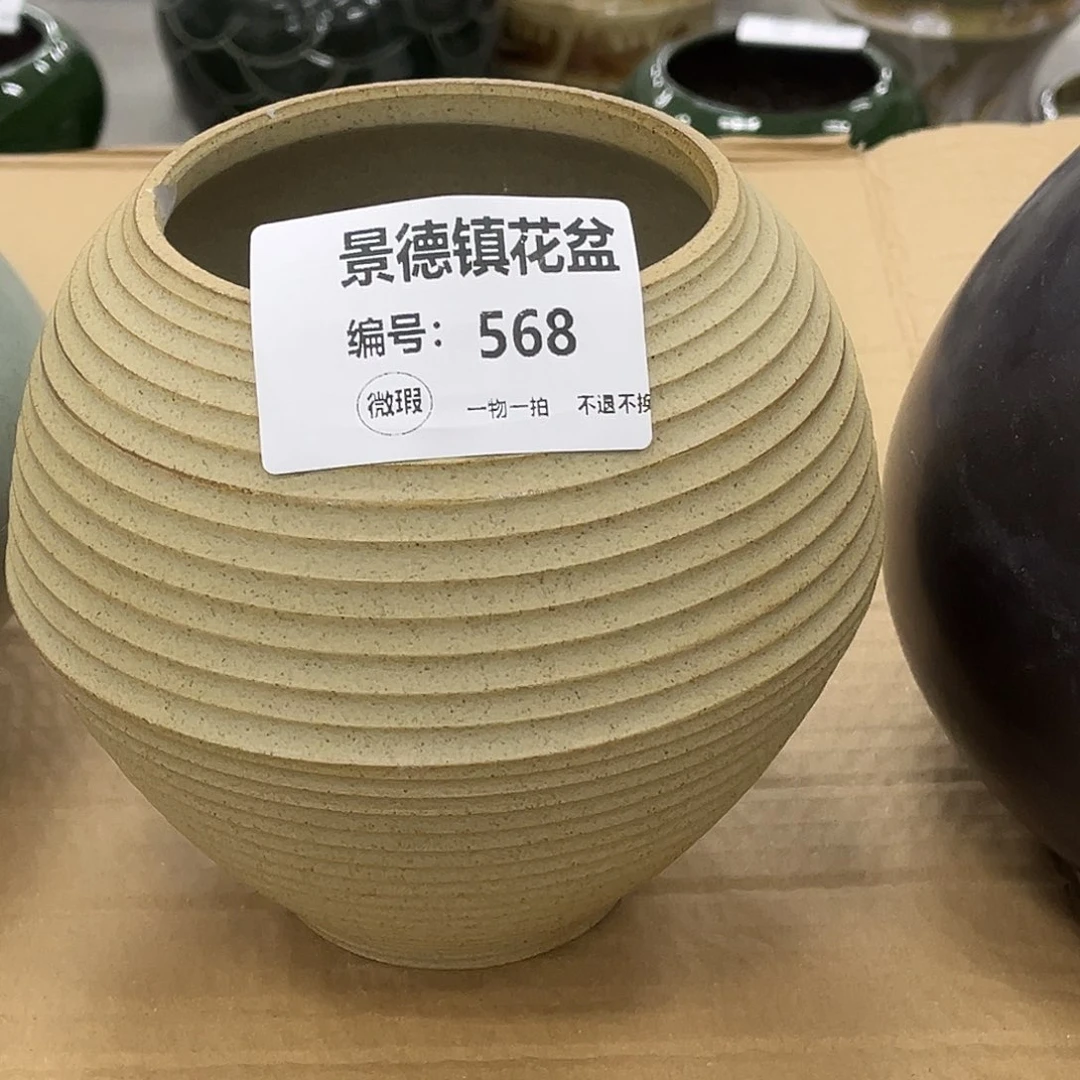 景德镇花盆
编号：568
微瑕 一物一拍 不退不换